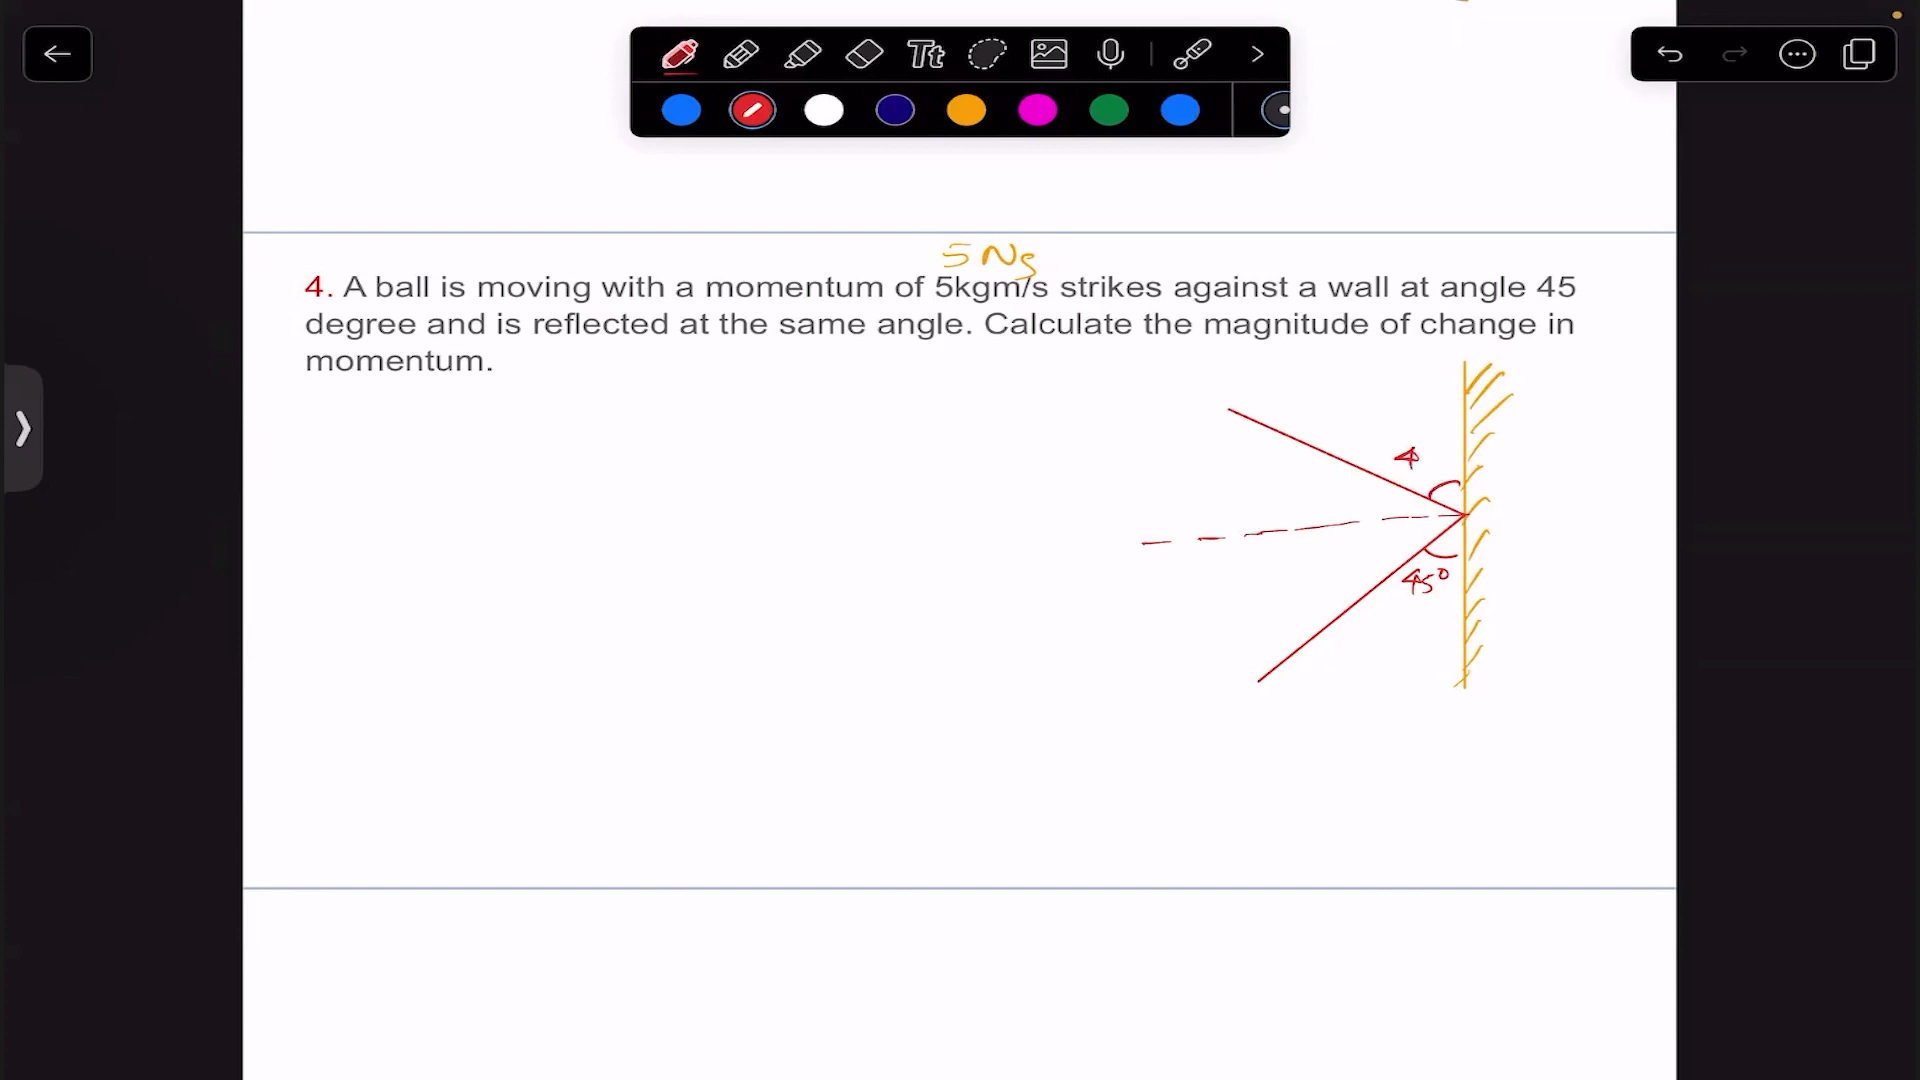 Tt
5 Ns
4. A ball is moving with a momentum of 5kgm/s strikes against a wall at angle 45
degree and is reflected at the same angle. Calculate the magnitude of change in
momentum.
4
45°